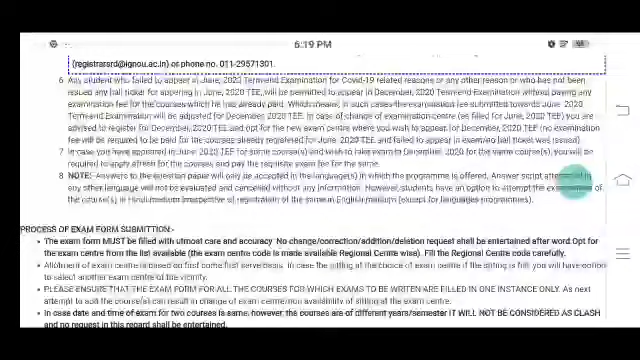 6:19 PM
(registrarsrd@ignou.ac.in) or phone no. 011-29571301.
6 Any student who failed to appear in June, 2020 Term-end Examination for Covid-19 related reasons or any other reason or who has not been
issued any hall ticket for appearing in June, 2020 TEE, will be permitted to appear in December, 2020 Term-end Examination without paying any
examination fee for the courses which he has already paid. Which means, in such cases the examination fee submitted towards June, 2020
Term-end Examination will be adjusted for December, 2020 TEE. In case of change of examination centre (as filled for June, 2020 TEE) you are
advised to register for December, 2020 TEE and opt for the new exam centre where you wish to appear for December, 2020 TEE (no examination
fee will be required to be paid for the courses already registered for June, 2020 TEE and failed to appear in exam/no hall ticket was issued)
7 In case you have appeared in June, 2020 TEE for some course(s) and wish to take exam in December, 2020 for the same course(s), you will be
required to apply afresh for the courses and pay the requisite exam fee for the same.
8 NOTE: Answers to the question paper will only be accepted in the language(s) in which the programme is offered. Answer script attempted in
any other language will not be evaluated and cancelled without any information. However, students have an option to attempt the examination of
the course(s) in Hindi medium irrespective of registration of the same in English medium (except for languages programmes).
PROCESS OF EXAM FORM SUBMITTION:-
• The exam form MUST be filled with utmost care and accuracy. No change/correction/addition/deletion request shall be entertained after word. Opt for
the exam centre from the list available (the exam centre code is made available Regional Centre wise). Fill the Regional Centre code carefully.
• Allotment of exam centre is based on first come first serve basis. In case the sitting of the choice of exam centre if the sitting is full you will have option
to select another exam centre of the vicinity.
• PLEASE ENSURE THAT THE EXAM FORM FOR ALL THE COURSES FOR WHICH EXAMS TO BE WRITEN ARE FILLED IN ONE INSTANCE ONLY. As next
attempt to add the course(s) can result in change of exam centre/non availability of sitting at the exam centre.
• In case date and time of exam for two courses is same, however the courses are of different years/semester IT WILL NOT BE CONSIDERED AS CLASH
and no request in this regard shall be entertained.